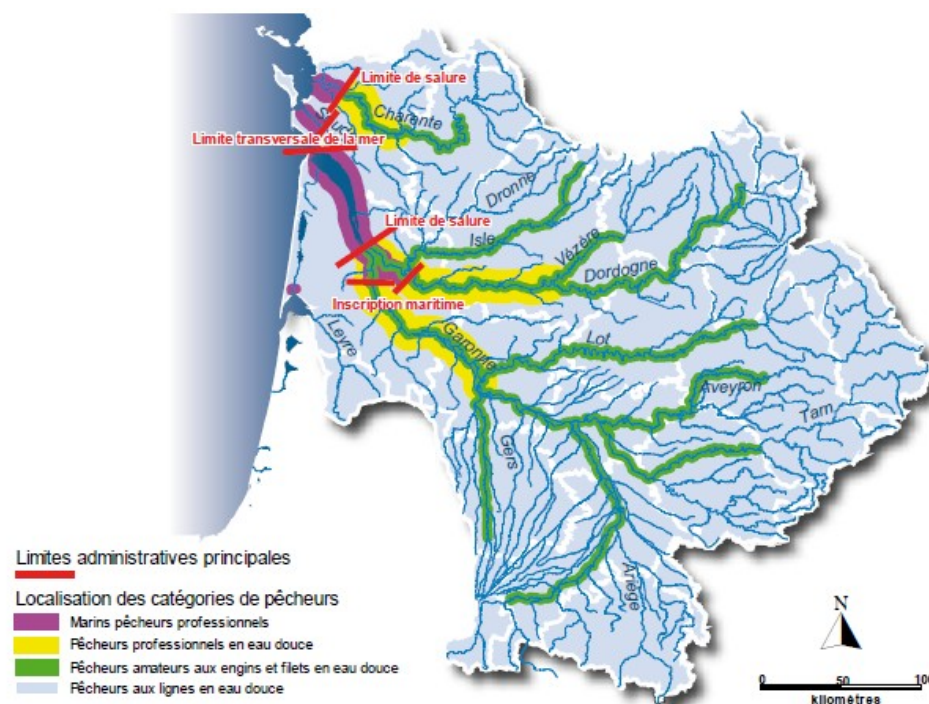 Limite de salure
Charente
Limite transversale de la mer
Dronne
Limite de salure
Isle
Vézère
Dordogne
Inscription maritime
Leyre
Garonne
Lot
Aveyron
Tarn
Gers
Ariège
Limites administratives principales
Localisation des catégories de pêcheurs
Marins pêcheurs professionnels
Pêcheurs professionnels en eau douce
Pêcheurs amateurs aux engins et filets en eau douce
Pêcheurs aux lignes en eau douce
N
0 50 100
kilomètres